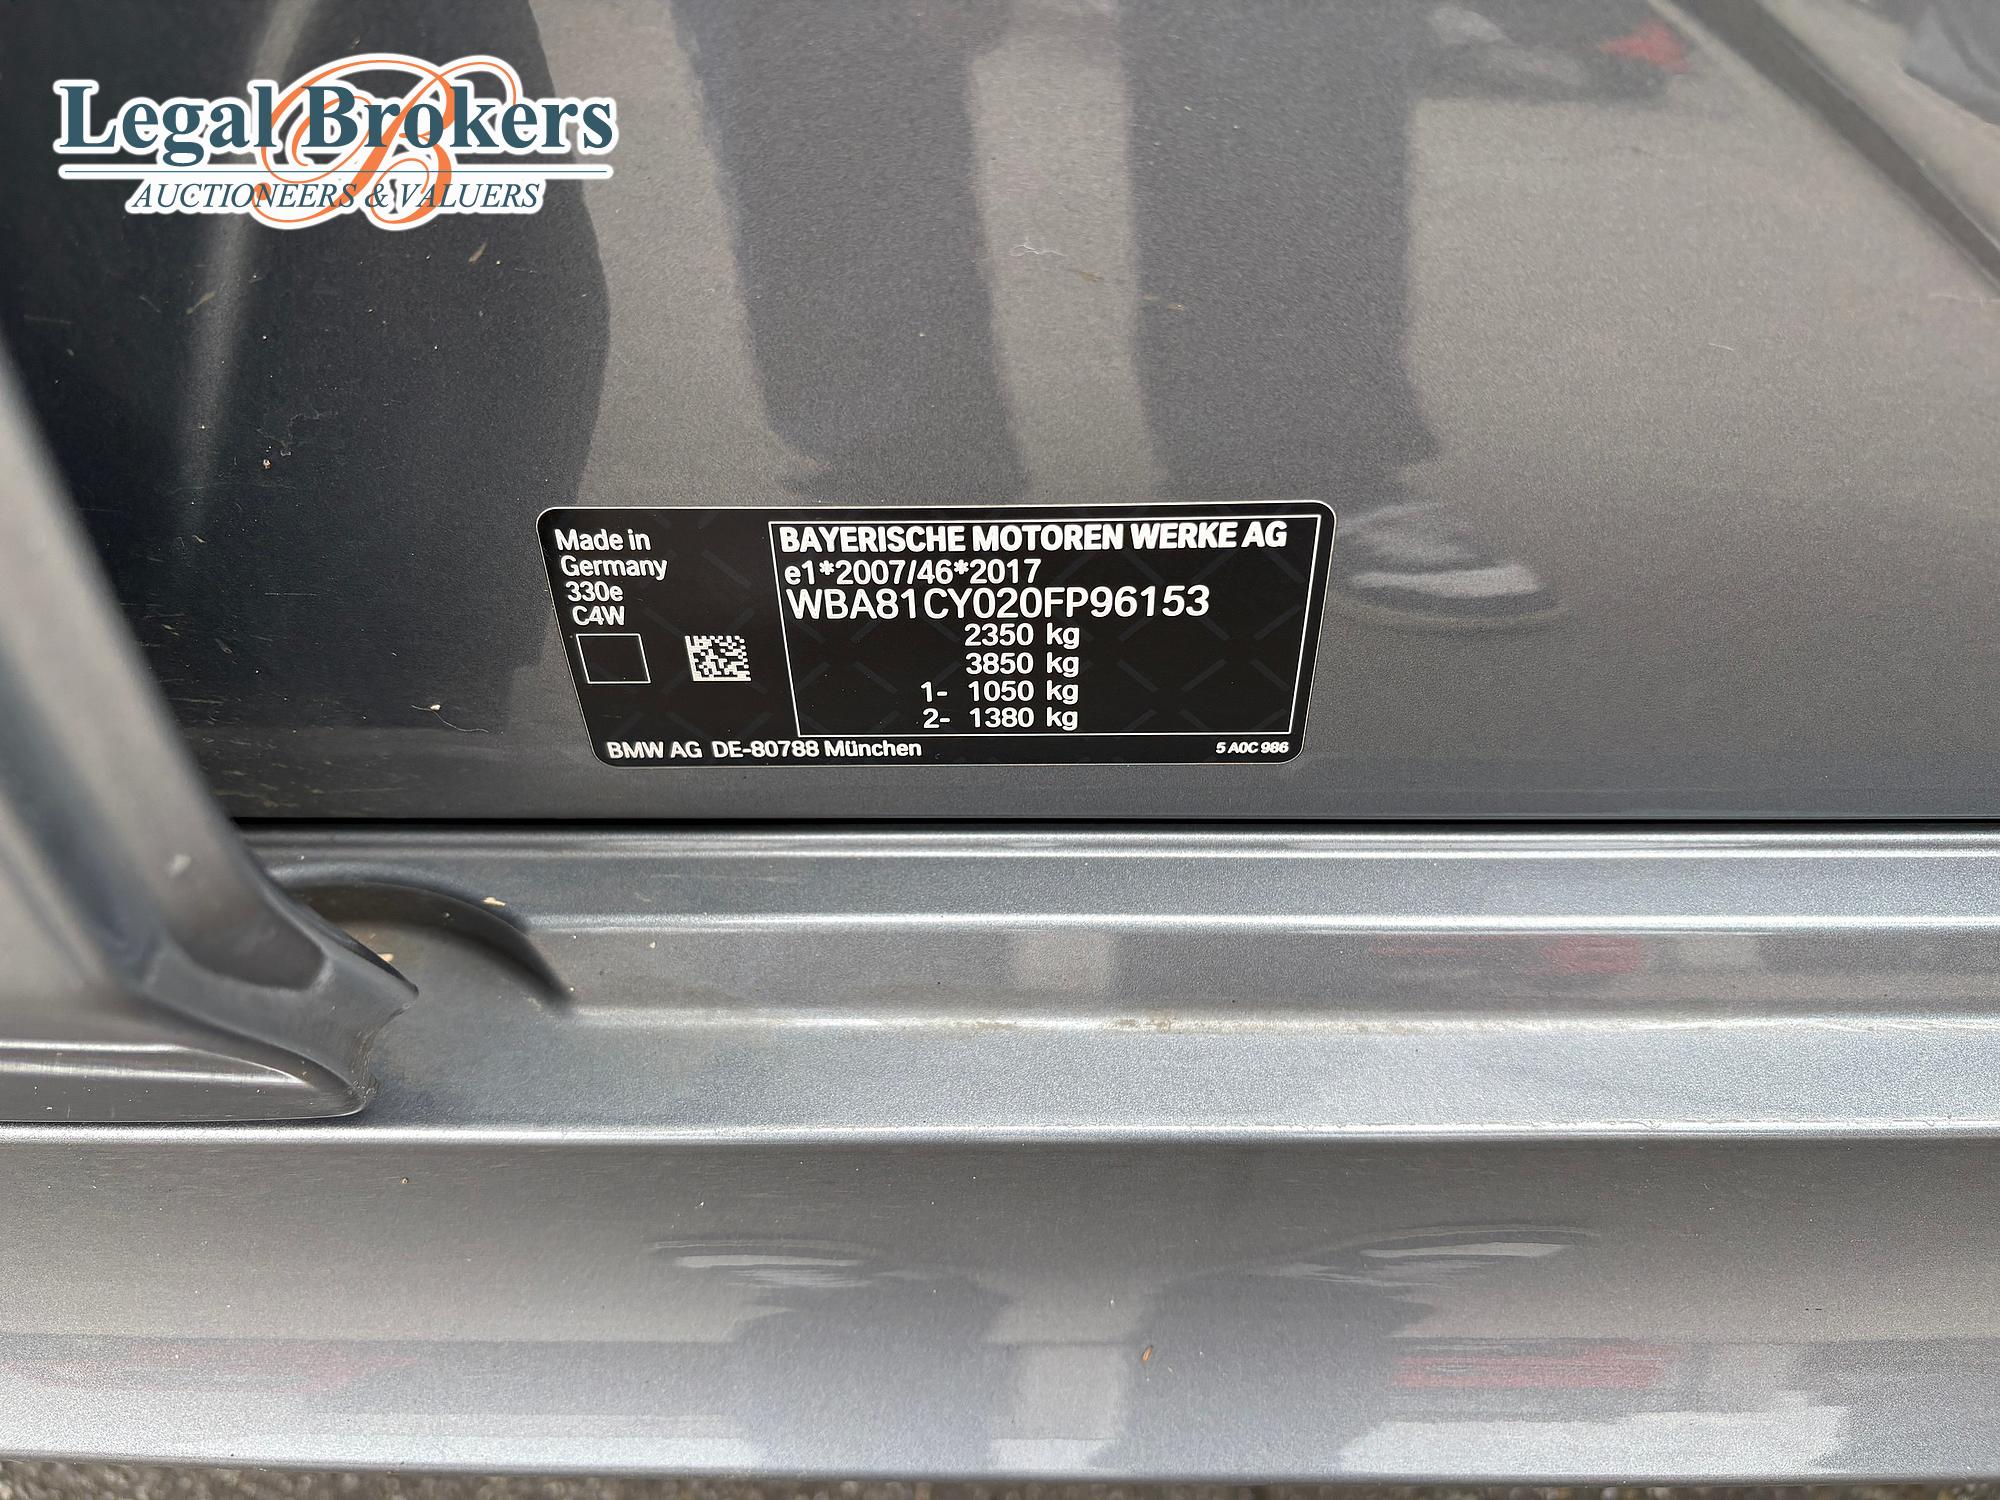 Legal Brokers
AUCTIONEERS & VALUERS
Made in
Germany
330e
C4W
BAYERISCHE MOTOREN WERKE AG
e1*2007/46*2017
WBA81CY020FP96153
2350 kg
3850 kg
1- 1050 kg
2- 1380 kg
BMW AG DE-80788 München
5 A0C 986